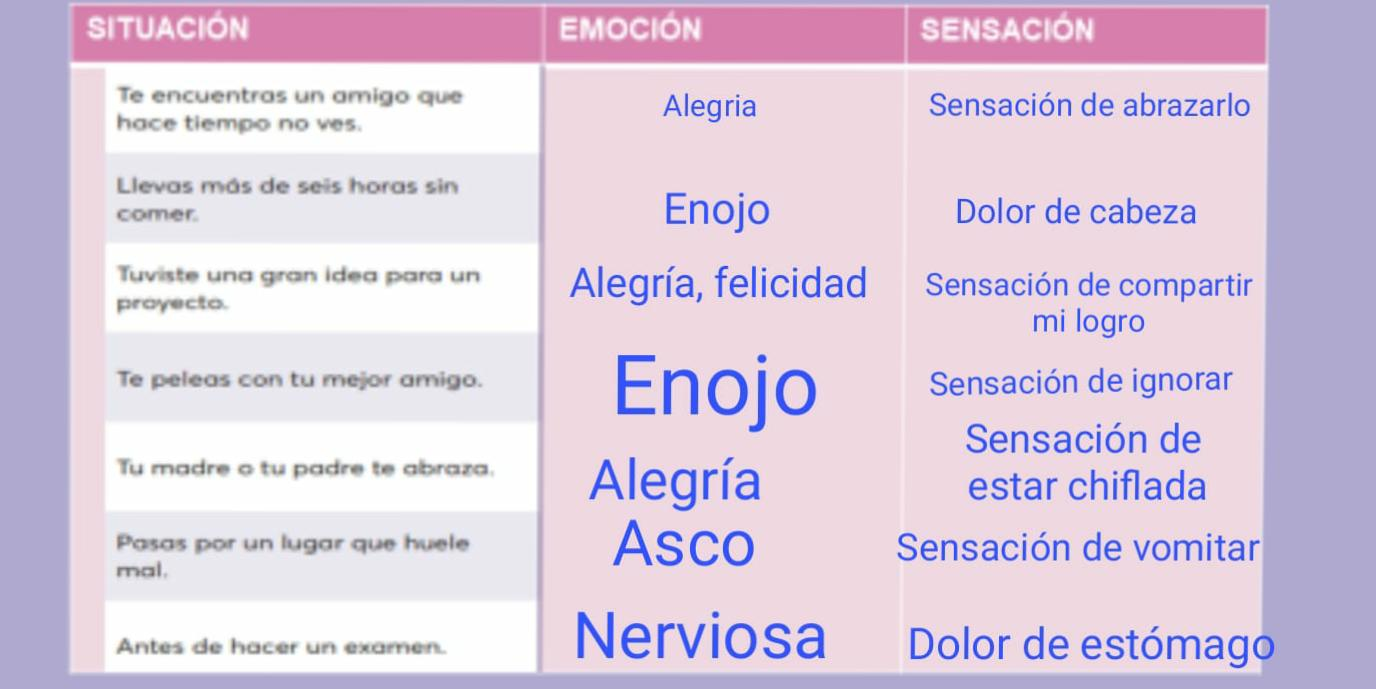 SITUACIÓN EMOCIÓN SENSACIÓN
Te encuentras un amigo que
hace tiempo no ves.
Alegria
Sensación de abrazarlo
Llevas más de seis horas sin
comer.
Enojo
Dolor de cabeza
Tuviste una gran idea para un
proyecto.
Alegría, felicidad
Sensación de compartir
mi logro
Te peleas con tu mejor amigo.
Enojo
Sensación de ignorar
Tu madre o tu padre te abraza.
Alegría
Sensación de
estar chiflada
Pasas por un lugar que huele
mal.
Asco
Sensación de vomitar
Antes de hacer un examen.
Nerviosa
Dolor de estómago